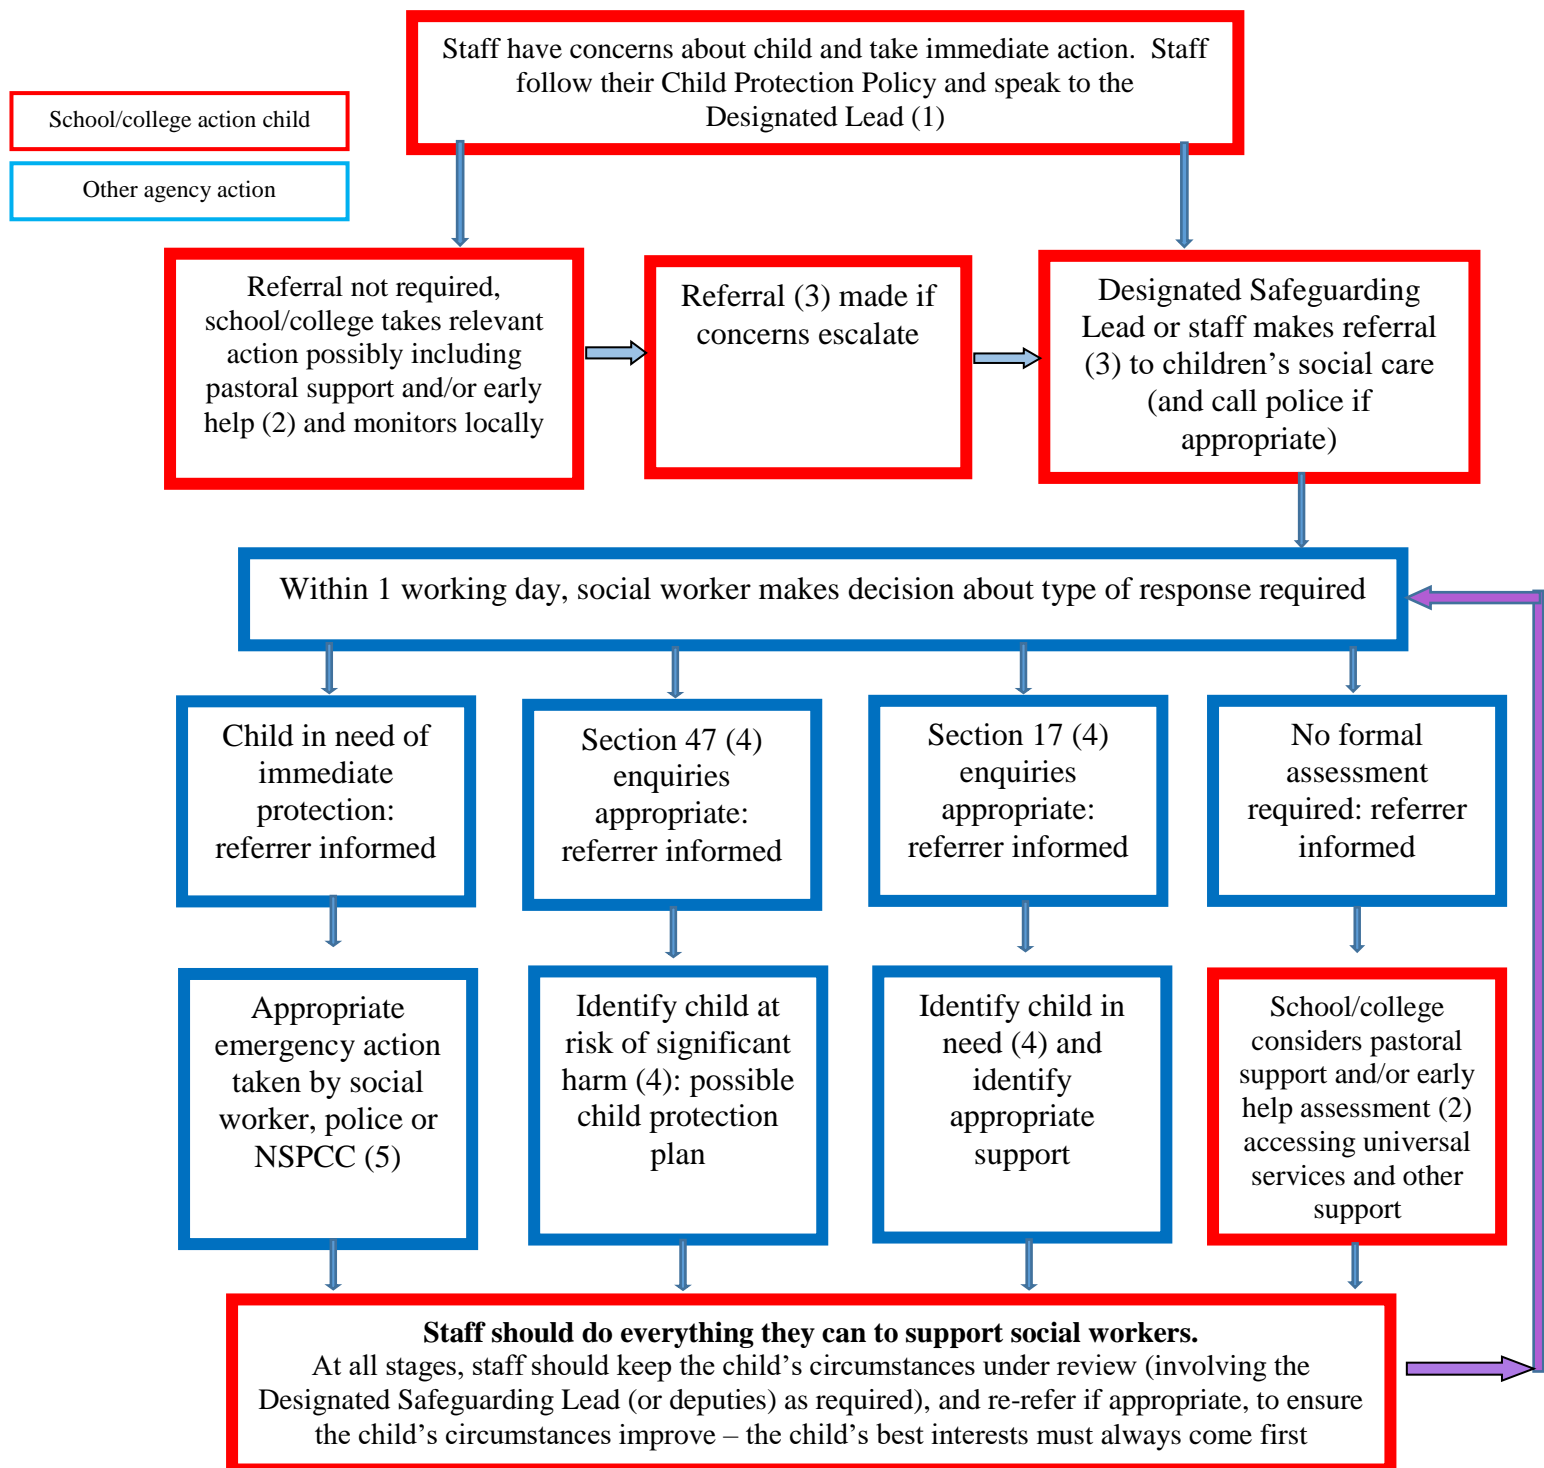 Staff have concerns about child and take immediate action.  Staff
follow their Child Protection Policy and speak to the
Designated Lead (1)
School/college action child
Other agency action
Referral not required,
school/college takes relevant
action possibly including
pastoral support and/or early
help (2) and monitors locally
Referral (3) made if
concerns escalate
Designated Safeguarding
Lead or staff makes referral
(3) to children’s social care
(and call police if
appropriate)
Within 1 working day, social worker makes decision about type of response required
Child in need of
immediate
protection:
referrer informed
Section 47 (4)
enquiries
appropriate:
referrer informed
Section 17 (4)
enquiries
appropriate:
referrer informed
No formal
assessment
required: referrer
informed
Appropriate
emergency action
taken by social
worker, police or
NSPCC (5)
Identify child at
risk of significant
harm (4): possible
child protection
plan
Identify child in
need (4) and
identify
appropriate
support
School/college
considers pastoral
support and/or early
help assessment (2)
accessing universal
services and other
support
Staff should do everything they can to support social workers.
At all stages, staff should keep the child’s circumstances under review (involving the
Designated Safeguarding Lead (or deputies) as required), and re-refer if appropriate, to ensure
the child’s circumstances improve – the child’s best interests must always come first